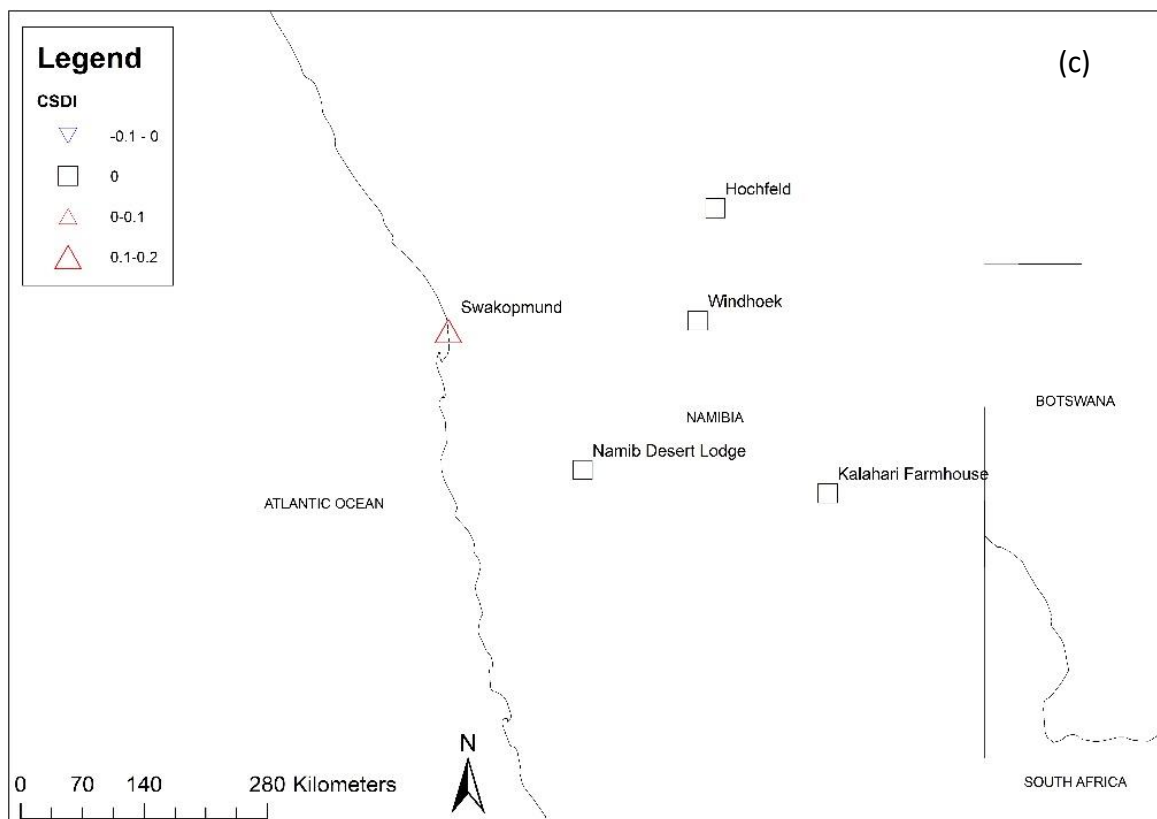 Legend
CSDI
-0.1 - 0
0
0-0.1
0.1-0.2
(c)
Hochfeld
Windhoek
Swakopmund
BOTSWANA
NAMIBIA
Namib Desert Lodge
Kalahari Farmhouse
ATLANTIC OCEAN
N
0 70 140 280 Kilometers
SOUTH AFRICA